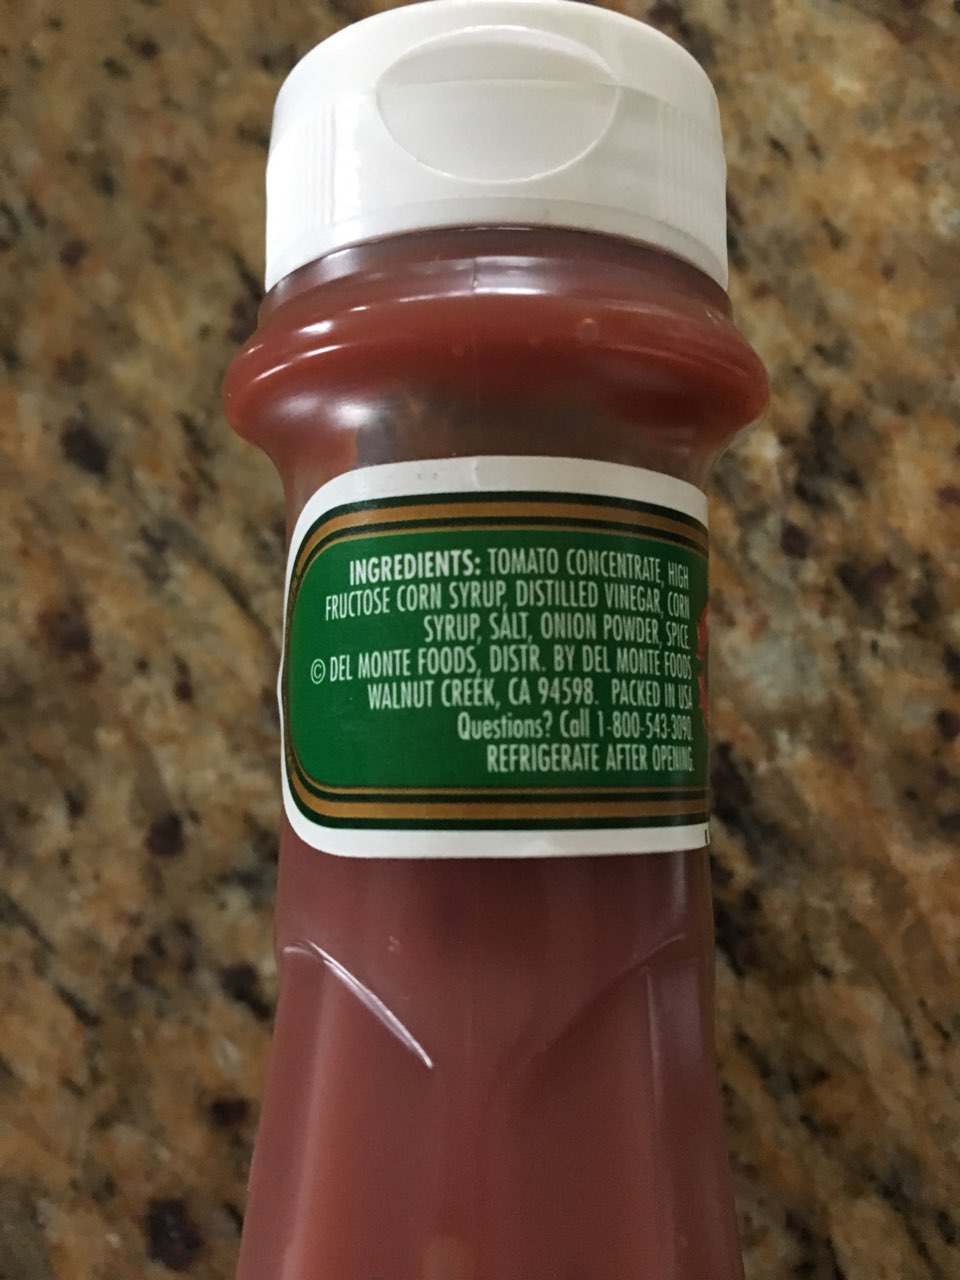 INGREDIENTS: TOMATO CONCENTRATE, HIGH
FRUCTOSE CORN SYRUP, DISTILLED VINEGAR, CORN
SYRUP, SALT, ONION POWDER, SPICE.
© DEL MONTE FOODS, DISTR. BY DEL MONTE FOODS
WALNUT CREEK, CA 94598. PACKED IN USA
Questions? Call 1-800-543-3090.
REFRIGERATE AFTER OPENING.